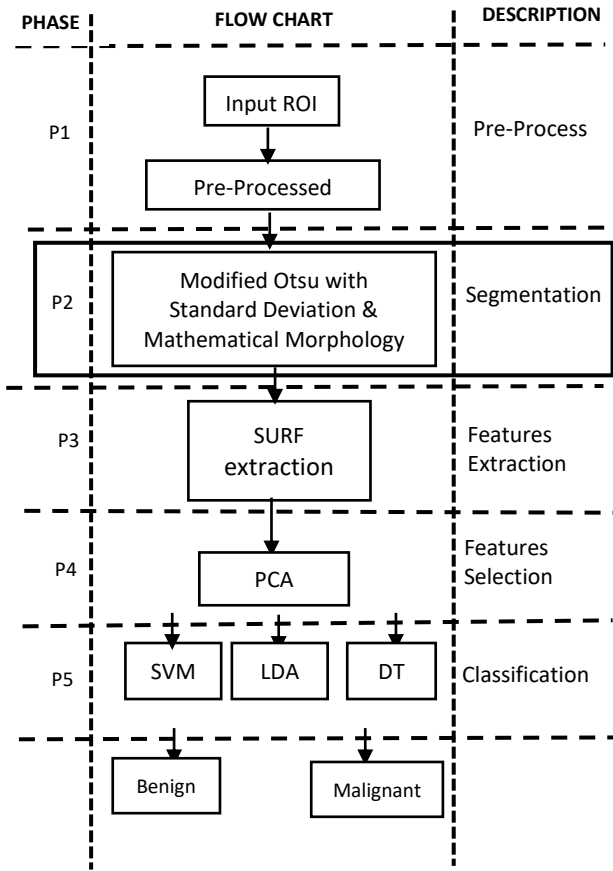 PHASE
FLOW CHART
DESCRIPTION
P1
Input ROI
Pre-Processed
Pre-Process
P2
Modified Otsu with
Standard Deviation &
Mathematical Morphology
Segmentation
P3
SURF
extraction
Features
Extraction
P4
PCA
Features
Selection
P5
SVM
LDA
DT
Classification
Benign
Malignant